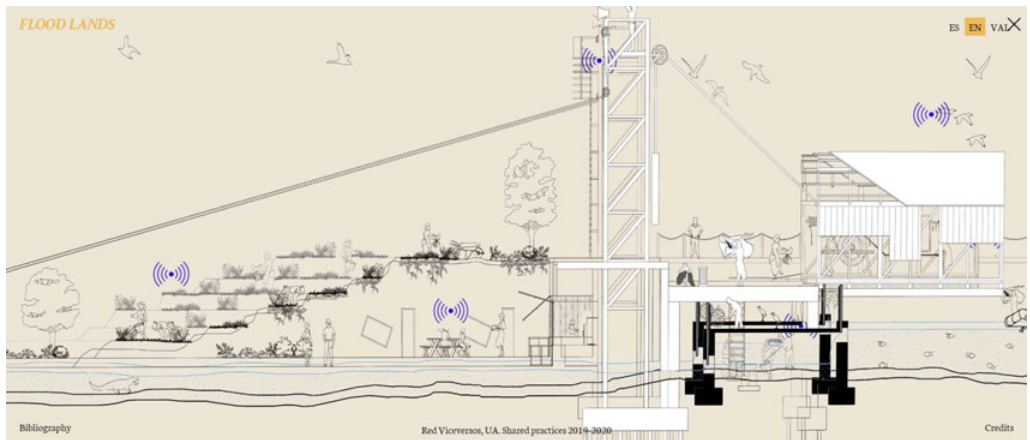 FLOOD LANDS
ES EN VAL
Bibliography
Red Viceversos, UA. Shared practices 2019-2020
Credits